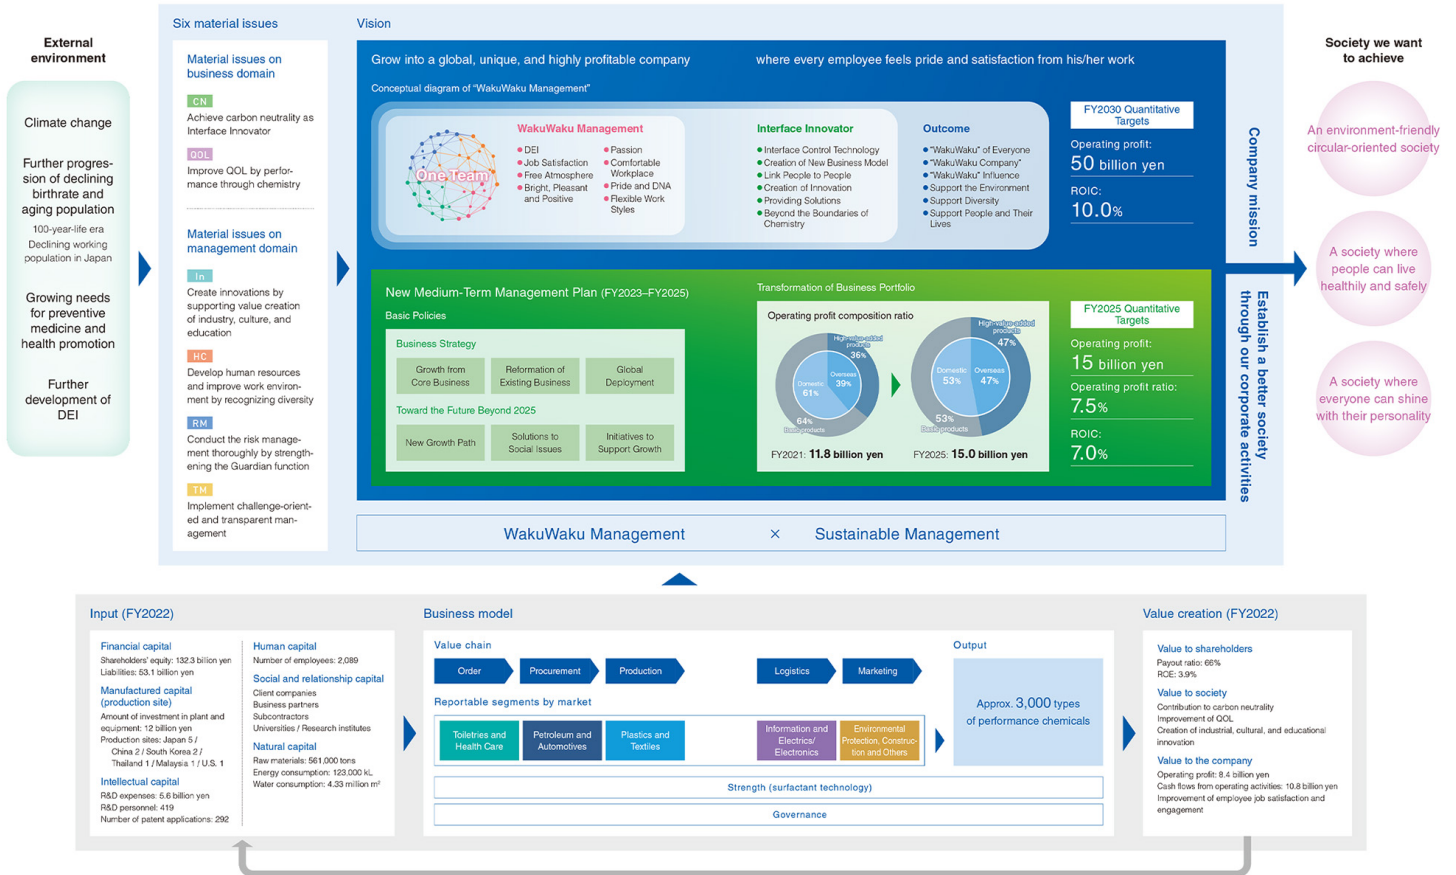 External
environment
Climate change
Further progres-
sion of declining
birthrate and
aging population
100-year-life era
Declining working
population in Japan
Growing needs
for preventive
medicine and
health promotion
Further
development of
DEI
Six material issues
Material issues on
business domain
CN
Achieve carbon neutrality as
Interface Innovator
QOL
Improve QOL by perfor-
mance through chemistry
Material issues on
management domain
In
Create innovations by
supporting value creation
of industry, culture, and
education
HC
Develop human resources
and improve work environ-
ment by recognizing diversity
RM
Conduct the risk manage-
ment thoroughly by strength-
ening the Guardian function
TM
Implement challenge-orient-
ed and transparent man-
agement
Vision
Grow into a global, unique, and highly profitable company
where every employee feels pride and satisfaction from his/her work
Conceptual diagram of “WakuWaku Management”
One Team
WakuWaku Management
DEI
Job Satisfaction
Free Atmosphere
Bright, Pleasant
and Positive
Passion
Comfortable
Workplace
Pride and DNA
Flexible Work
Styles
Interface Innovator
Interface Control Technology
Creation of New Business Model
Link People to People
Creation of Innovation
Providing Solutions
Beyond the Boundaries of
Chemistry
Outcome
“WakuWaku” of Everyone
“WakuWaku Company”
“WakuWaku” Influence
Support the Environment
Support Diversity
Support People and Their
Lives
FY2030 Quantitative
Targets
Operating profit:
50 billion yen
ROIC:
10.0%
New Medium-Term Management Plan (FY2023–FY2025)
Basic Policies
Business Strategy
Growth from
Core Business
Reformation of
Existing Business
Global
Deployment
Toward the Future Beyond 2025
New Growth Path
Solutions to
Social Issues
Initiatives to
Support Growth
Transformation of Business Portfolio
Operating profit composition ratio
High-value-added
products
36%
Domestic
61%
Overseas
39%
64%
Basic products
FY2021: 11.8 billion yen
High-value-added
products
47%
Domestic
53%
Overseas
47%
53%
Basic products
FY2025: 15.0 billion yen
FY2025 Quantitative
Targets
Operating profit:
15 billion yen
Operating profit ratio:
7.5%
ROIC:
7.0%
WakuWaku Management × Sustainable Management
Company mission
Establish a better society
through our corporate activities
Society we want
to achieve
An environment-friendly
circular-oriented society
A society where
people can live
healthily and safely
A society where
everyone can shine
with their personality
Input (FY2022)
Financial capital
Shareholders’ equity: 132.3 billion yen
Liabilities: 53.1 billion yen
Manufactured capital
(production site)
Amount of investment in plant and
equipment: 12 billion yen
Production sites: Japan 5 /
China 2 / South Korea 2 /
Thailand 1 / Malaysia 1 / U.S. 1
Intellectual capital
R&D expenses: 5.6 billion yen
R&D personnel: 419
Number of patent applications: 292
Human capital
Number of employees: 2,089
Social and relationship capital
Client companies
Business partners
Subcontractors
Universities / Research institutes
Natural capital
Raw materials: 561,000 tons
Energy consumption: 123,000 kL
Water consumption: 4.33 million m²
Business model
Value chain
Order
Procurement
Production
Logistics
Marketing
Reportable segments by market
Toiletries and
Health Care
Petroleum and
Automotives
Plastics and
Textiles
Information and
Electrics/
Electronics
Environmental
Protection, Construc-
tion and Others
Strength (surfactant technology)
Governance
Output
Approx. 3,000 types
of performance chemicals
Value creation (FY2022)
Value to shareholders
Payout ratio: 66%
ROE: 3.9%
Value to society
Contribution to carbon neutrality
Improvement of QOL
Creation of industrial, cultural, and educational
innovation
Value to the company
Operating profit: 8.4 billion yen
Cash flows from operating activities: 10.8 billion yen
Improvement of employee job satisfaction and
engagement